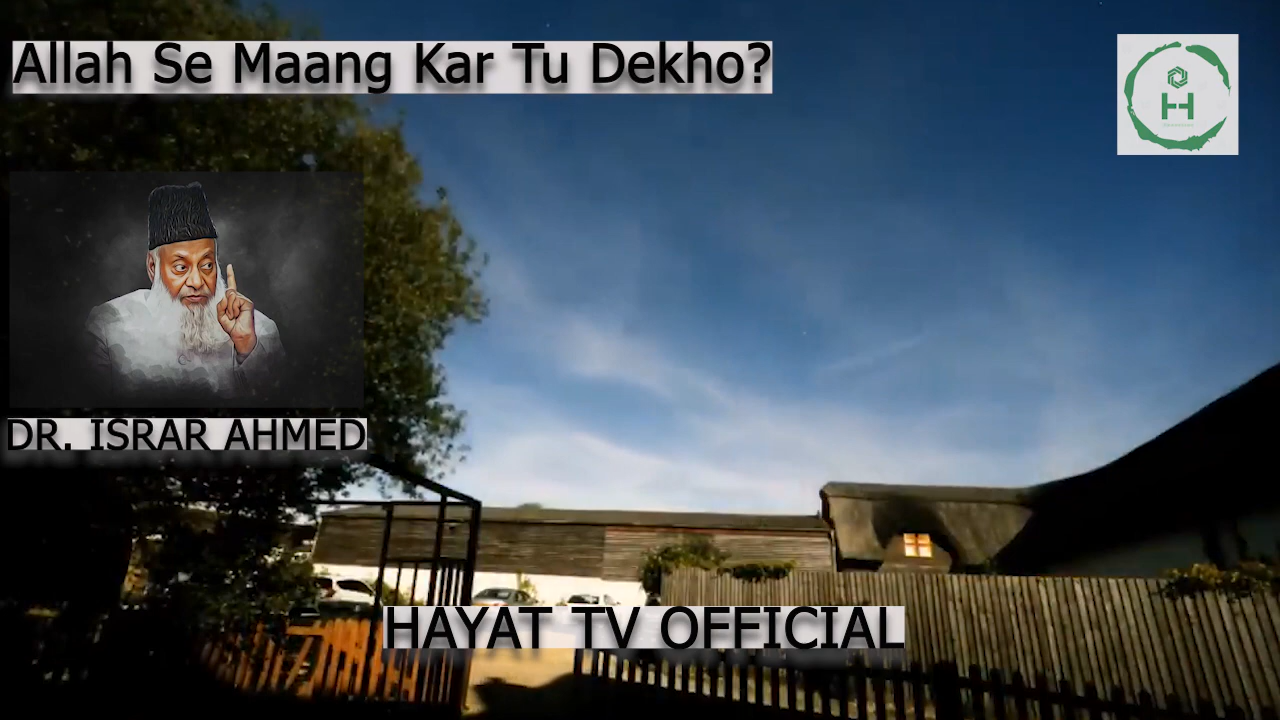 Allah Se Maang Kar Tu Dekho?
H
DR. ISRAR AHMED
HAYAT TV OFFICIAL